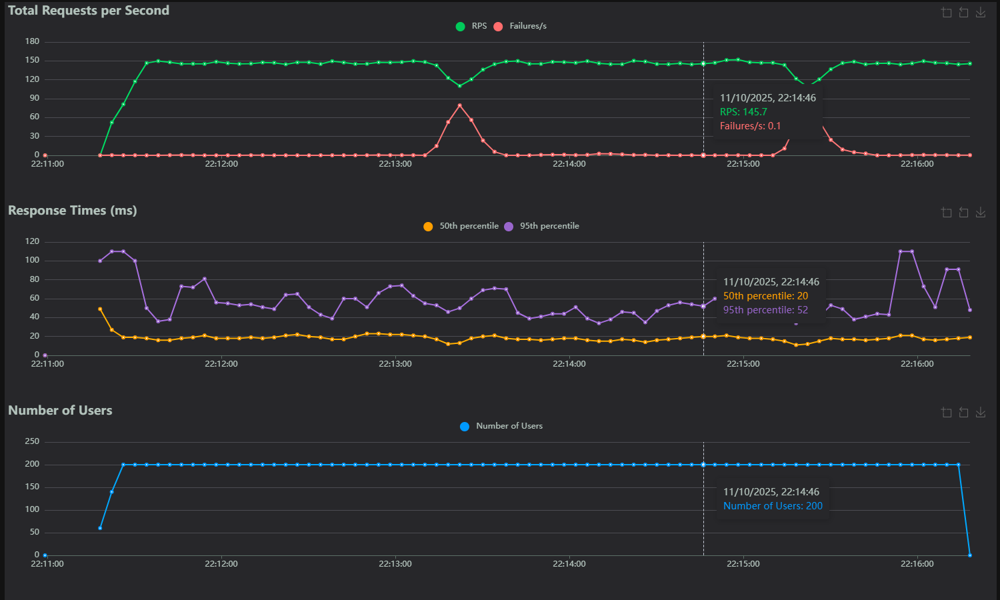 Total Requests per Second
RPS Failures/s
180
150
120
90
60
30
0
22:11:00 22:12:00 22:13:00 22:14:00 22:15:00 22:16:00
11/10/2025, 22:14:46
RPS: 145.7
Failures/s: 0.1
Response Times (ms)
50th percentile 95th percentile
120
100
80
60
40
20
0
22:11:00 22:12:00 22:13:00 22:14:00 22:15:00 22:16:00
11/10/2025, 22:14:46
50th percentile: 20
95th percentile: 52
Number of Users
Number of Users
250
200
150
100
50
0
22:11:00 22:12:00 22:13:00 22:14:00 22:15:00 22:16:00
11/10/2025, 22:14:46
Number of Users: 200